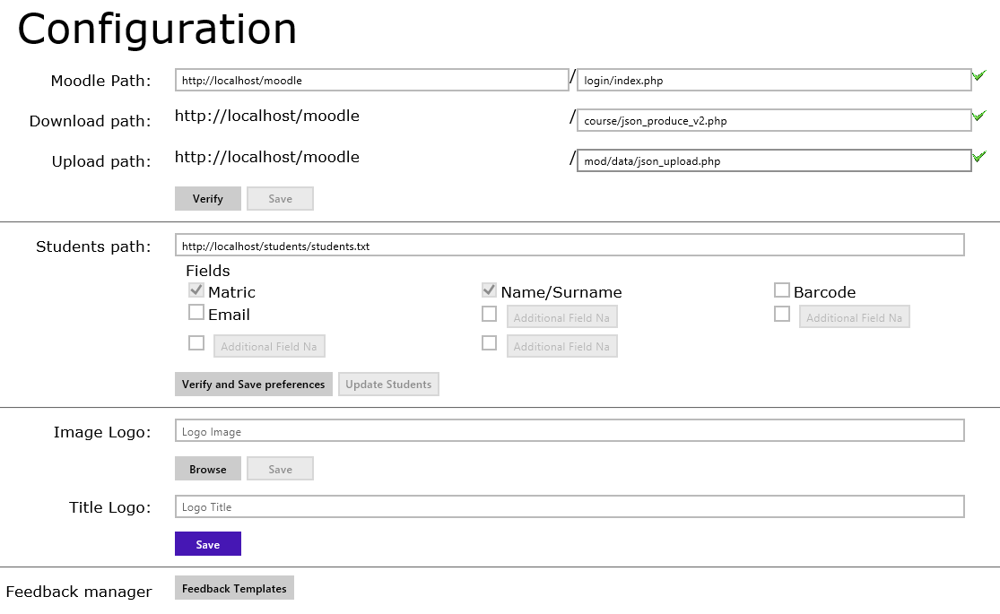 Configuration
Moodle Path: http://localhost/moodle / login/index.php
Download path: http://localhost/moodle / course/json_produce_v2.php
Upload path: http://localhost/moodle / mod/data/json_upload.php
Verify Save
Students path: http://localhost/students/students.txt
Fields
Matric Name/Surname Barcode
Email Additional Field Na Additional Field Na
Additional Field Na Additional Field Na
Verify and Save preferences Update Students
Image Logo: Logo Image
Browse Save
Title Logo: Logo Title
Save
Feedback manager Feedback Templates